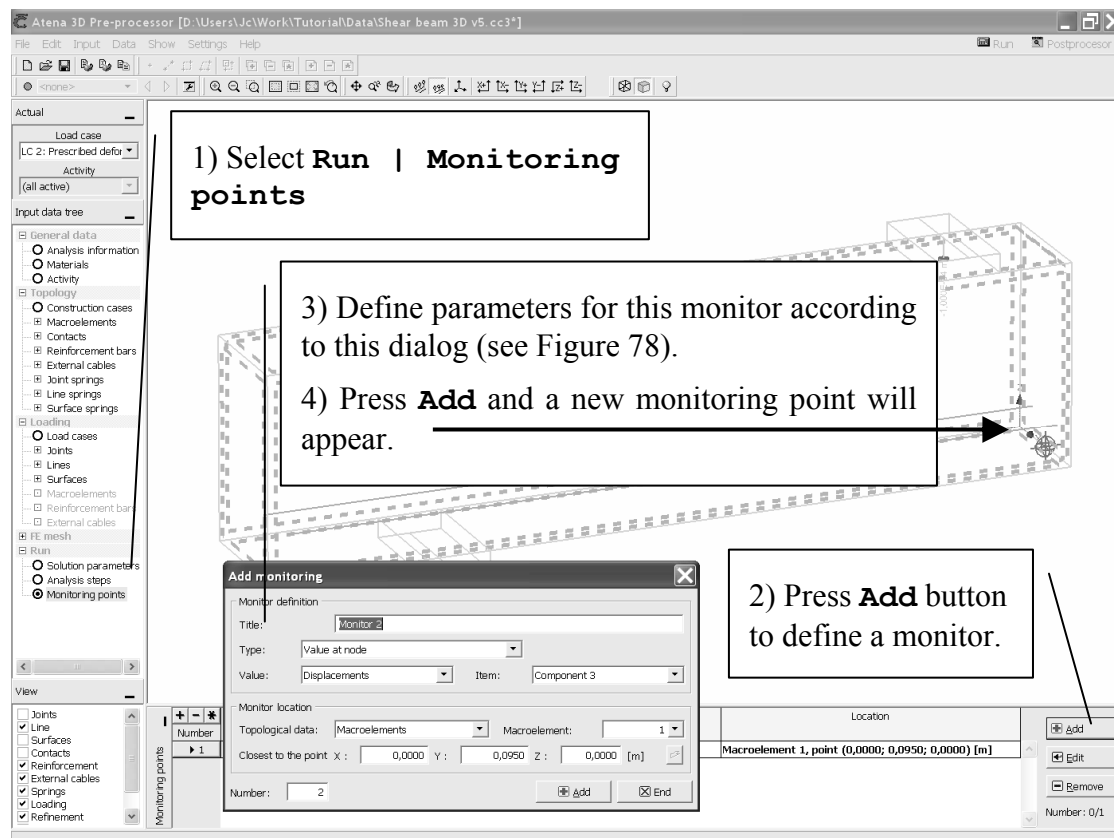 Atena 3D Pre-processor [D:\Users\Jc\Work\Tutorial\Data\Shear beam 3D v5.cc3*]
File Edit Input Data Show Settings Help
Run Postprocesor
<none>
Actual
Load case
LC 2: Prescribed defor
Activity
(all active)
Input data tree
General data
Analysis information
Materials
Activity
Topology
Construction cases
Macroelements
Contacts
Reinforcement bars
External cables
Joint springs
Line springs
Surface springs
Loading
Load cases
Joints
Lines
Surfaces
Macroelements
Reinforcement bars
External cables
FE mesh
Run
Solution parameters
Analysis steps
Monitoring points
View
Joints
Line
Surfaces
Contacts
Reinforcement
External cables
Springs
Loading
Refinement
1) Select Run | Monitoring
points
3) Define parameters for this monitor according
to this dialog (see Figure 78).
4) Press Add and a new monitoring point will
appear.
2) Press Add button
to define a monitor.
Add monitoring
Monitor definition
Title: Monitor 2
Type: Value at node
Value: Displacements Item: Component 3
Monitor location
Topological data: Macroelements Macroelement: 1
Closest to the point X : 0,0000 Y : 0,0950 Z : 0,0000 [m]
Number: 2 Add End
Monitoring points
Number
1
Location
Macroelement 1, point (0,0000; 0,0950; 0,0000) [m]
Add
Edit
Remove
Number: 0/1